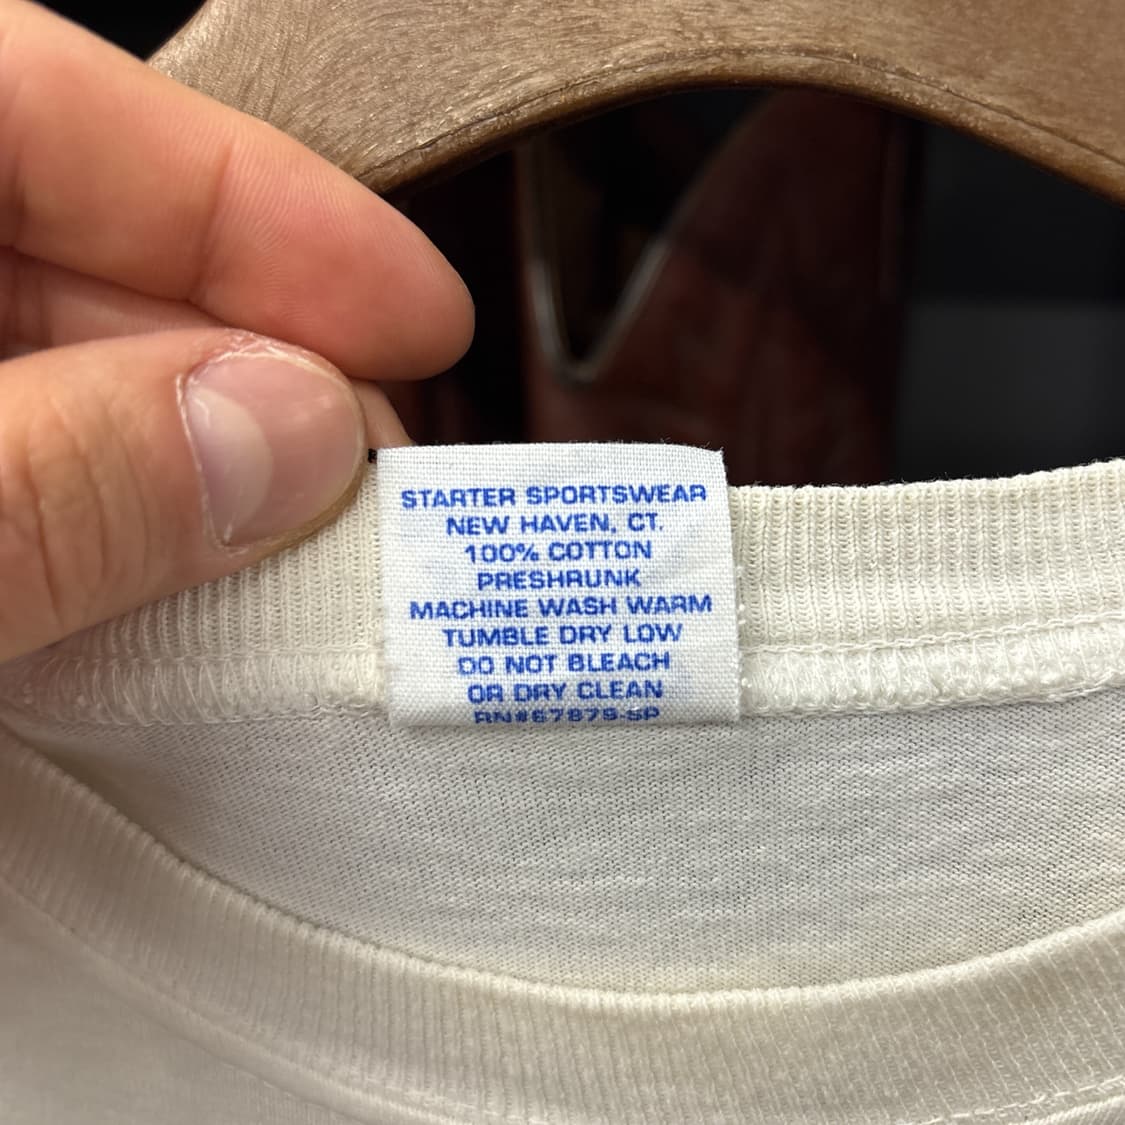 STARTER SPORTSWEAR
NEW HAVEN, CT.
100% COTTON
PRESHRUNK
MACHINE WASH WARM
TUMBLE DRY LOW
DO NOT BLEACH
OR DRY CLEAN
RN#67879-SP